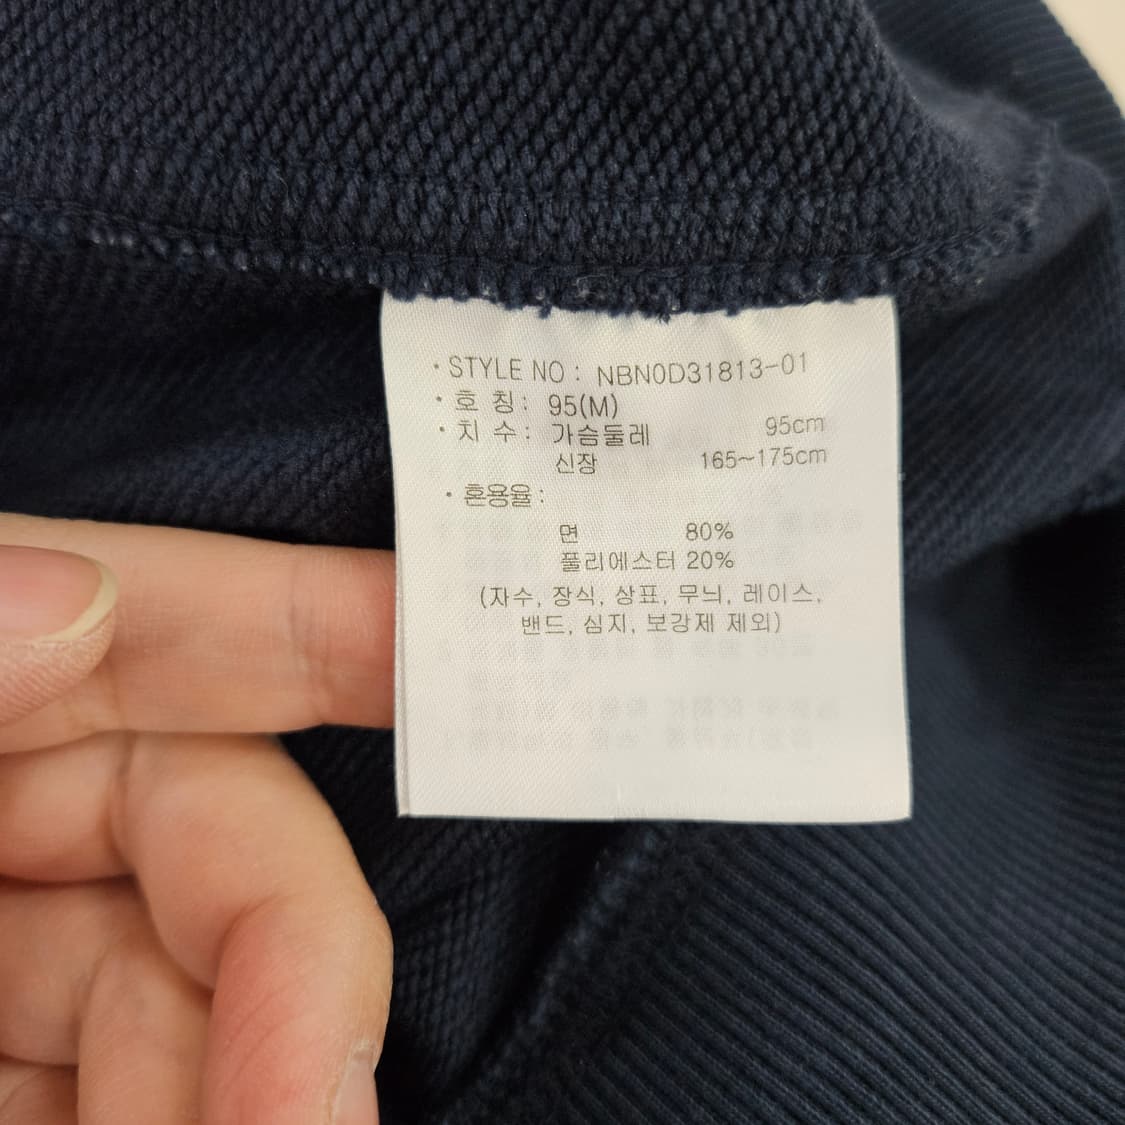 · STYLE NO : NBN0D31813-01
· 호 칭 : 95(M)
· 치 수 : 가슴둘레 95cm
신장 165~175cm
· 혼용율 :
면 80%
폴리에스터 20%
(자수, 장식, 상표, 무늬, 레이스,
밴드, 심지, 보강제 제외)